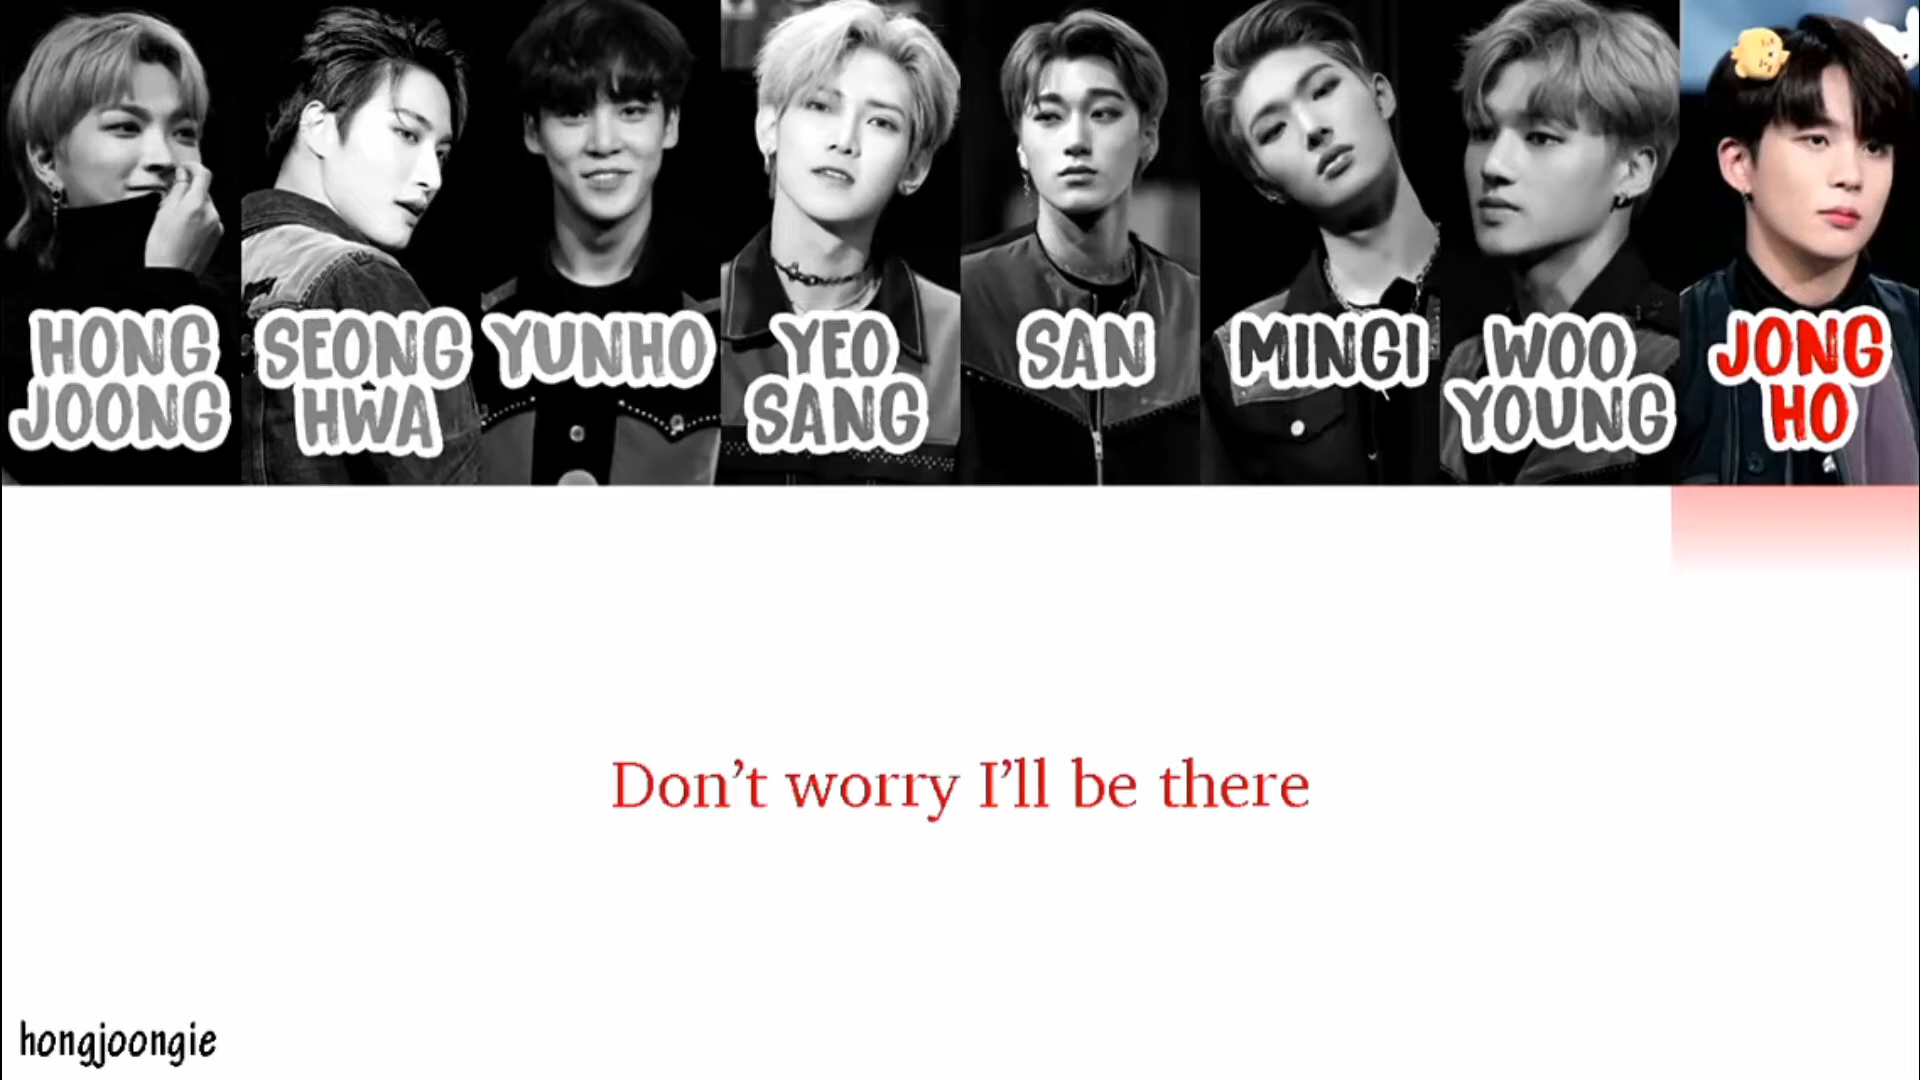 HONG
JOONG
SEONG
HWA
YUNHO
YEO
SANG
SAN
MINGI
WOO
YOUNG
JONG
HO
Don’t worry I’ll be there
hongjoongie